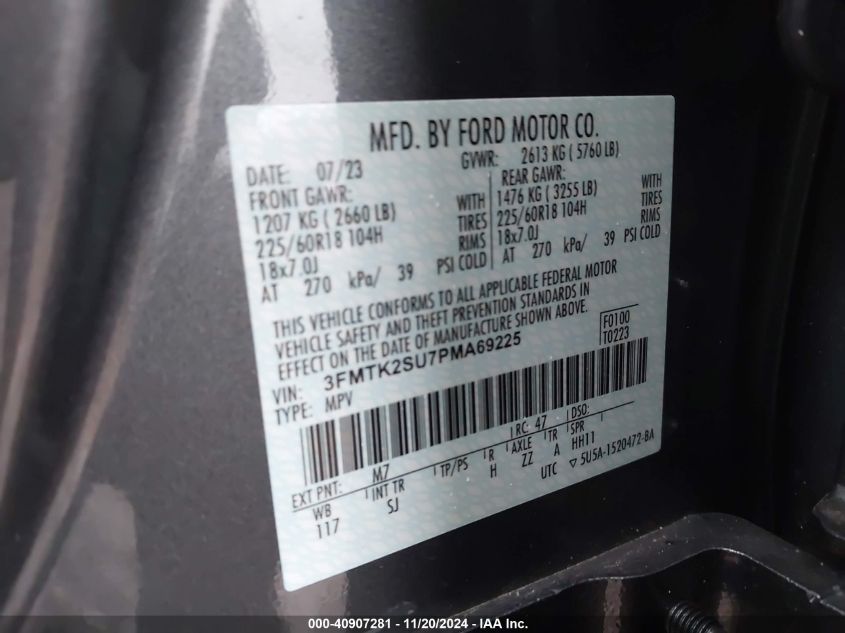 MFD. BY FORD MOTOR CO.
DATE: 07/23 GVWR: 2613 KG ( 5760 LB)
FRONT GAWR: REAR GAWR:
1207 KG ( 2660 LB) WITH 1476 KG ( 3255 LB) WITH
225/60R18 104H TIRES 225/60R18 104H TIRES
18x7.0J RIMS 18x7.0J RIMS
AT 270 kPa/ 39 PSI COLD AT 270 kPa/ 39 PSI COLD
THIS VEHICLE CONFORMS TO ALL APPLICABLE FEDERAL MOTOR
VEHICLE SAFETY AND THEFT PREVENTION STANDARDS IN
EFFECT ON THE DATE OF MANUFACTURE SHOWN ABOVE.
F0100
T0223
VIN: 3FMTK2SU7PMA69225
TYPE: MPV
EXT PNT: M7 RC: 47 DSO:
WB INT TR TP/PS R AXLE TR SPR
117 SJ H ZZ A HH11
UTC ▽ 5U5A-1520472-BA
000-40907281 - 11/20/2024 - IAA Inc.